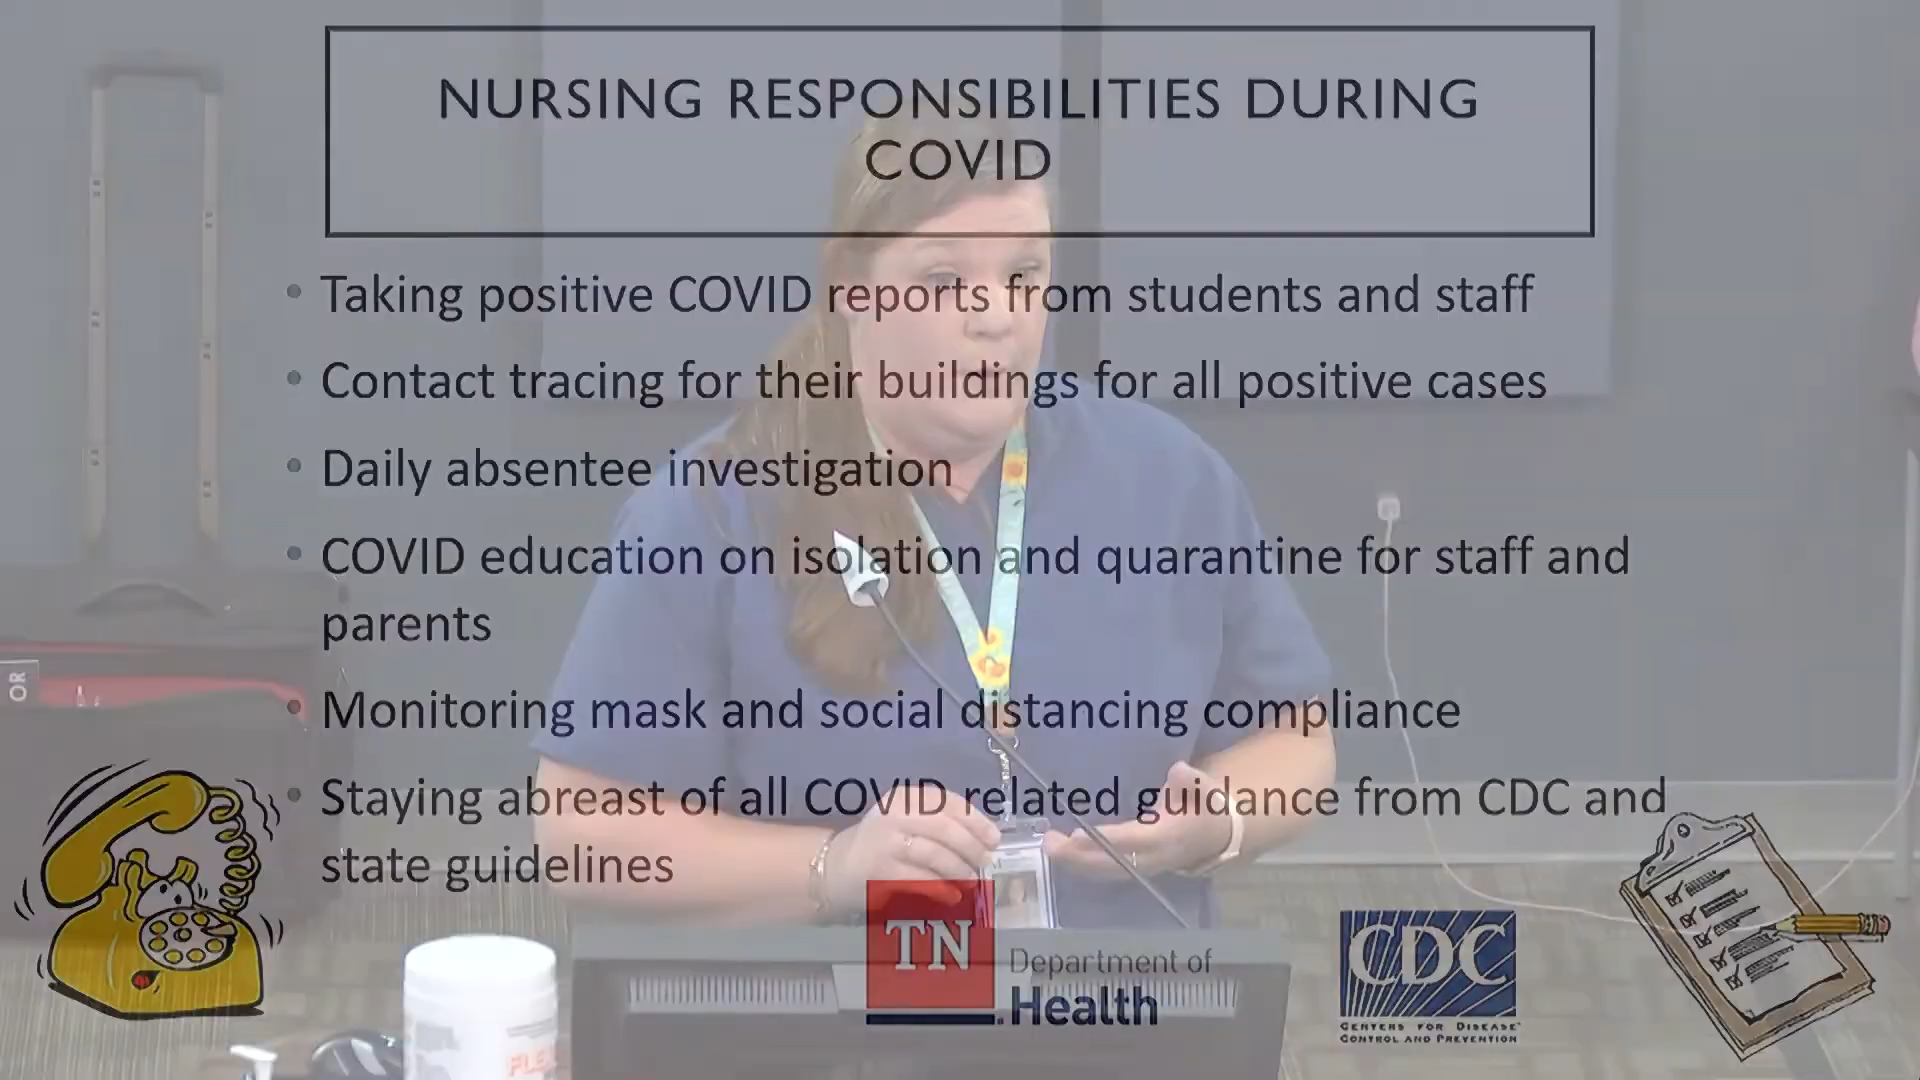 NURSING RESPONSIBILITIES DURING
COVID
• Taking positive COVID reports from students and staff
• Contact tracing for their buildings for all positive cases
• Daily absentee investigation
• COVID education on isolation and quarantine for staff and
parents
• Monitoring mask and social distancing compliance
• Staying abreast of all COVID related guidance from CDC and
state guidelines
OR
TN
Department of
Health
CDC
CENTERS FOR DISEASE
CONTROL AND PREVENTION